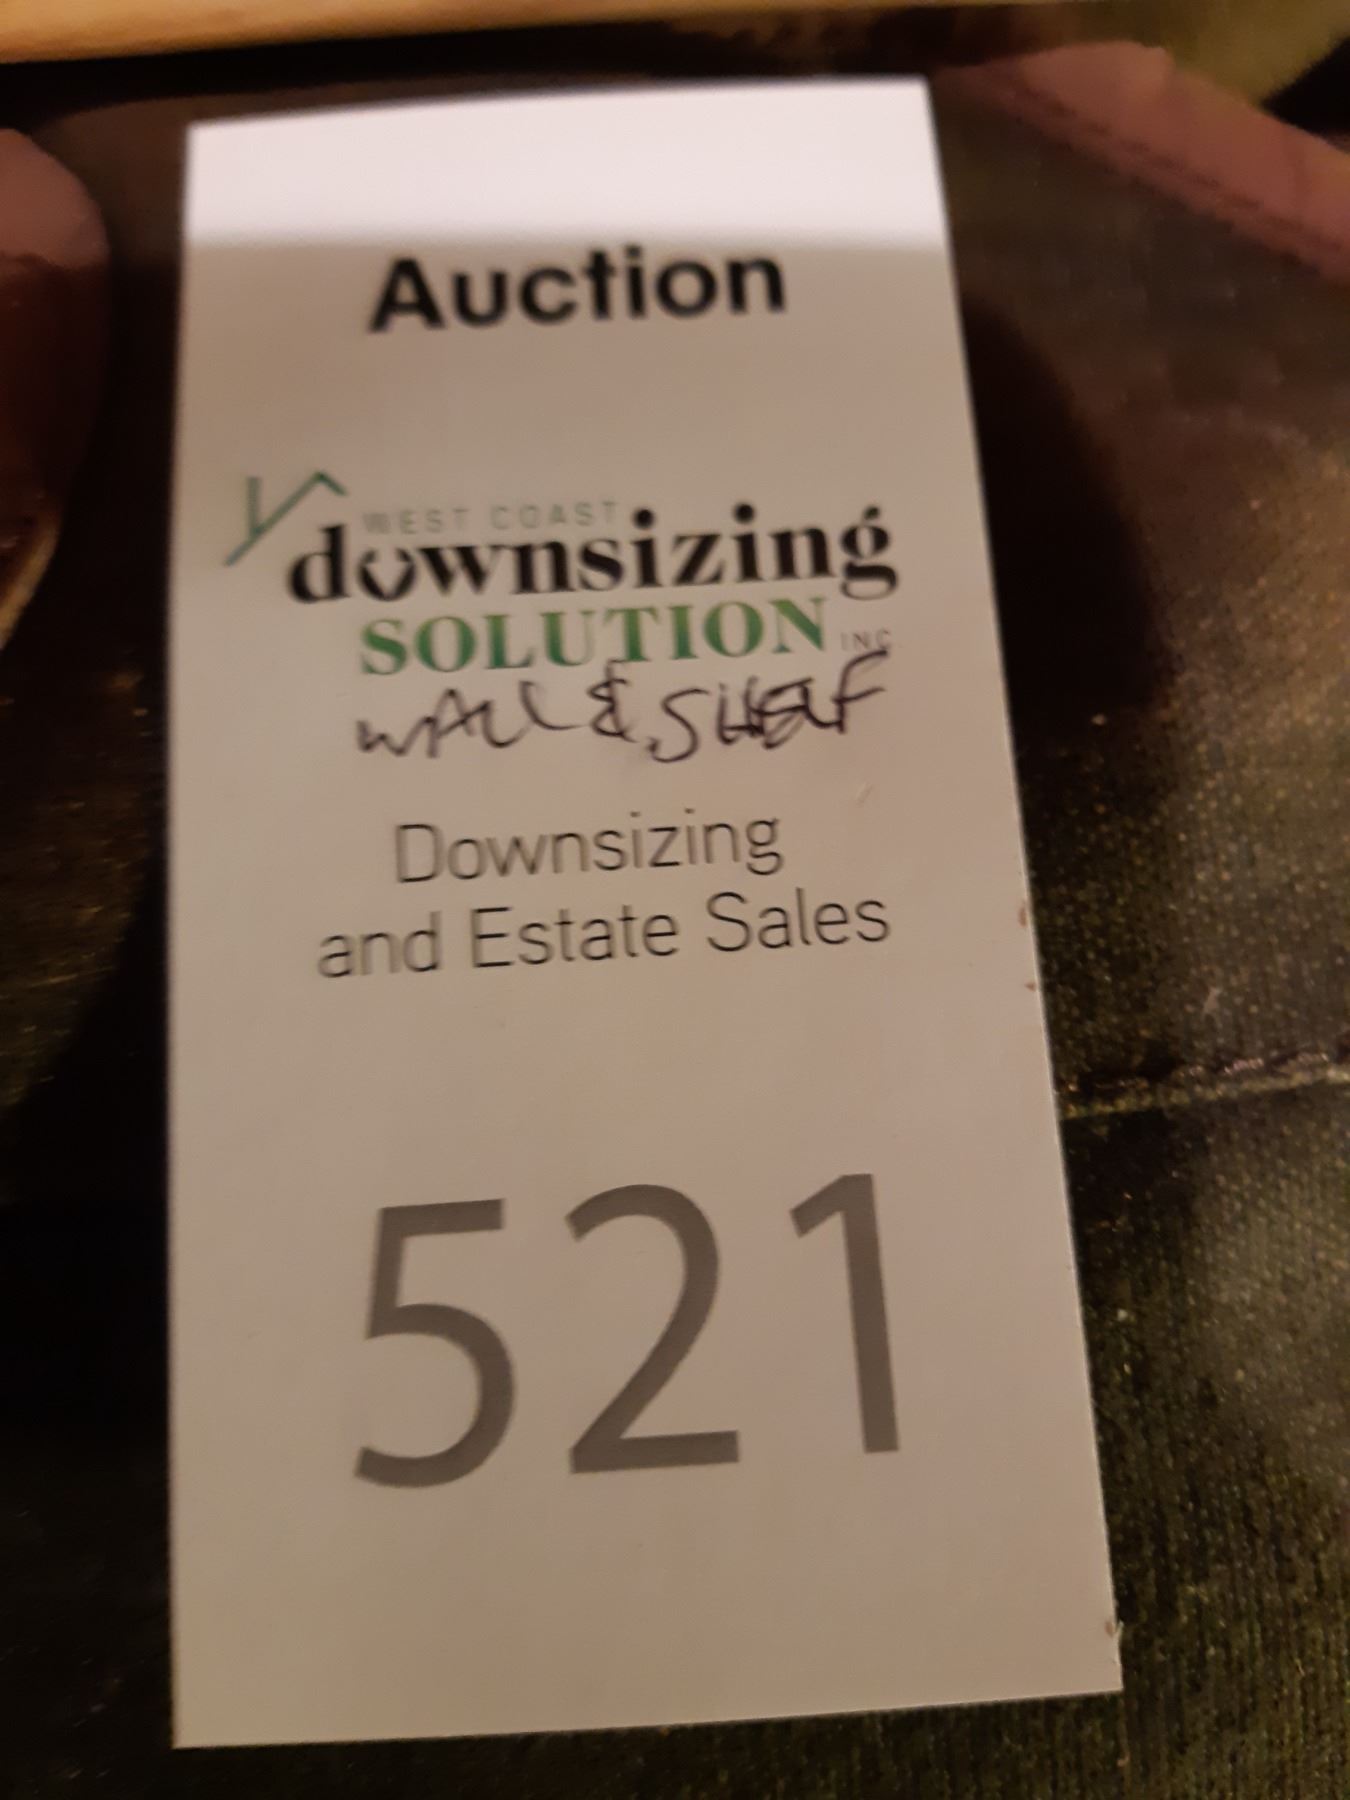 Auction
WEST COAST
downsizing
SOLUTION INC
WALL & SHELF
Downsizing
and Estate Sales
521